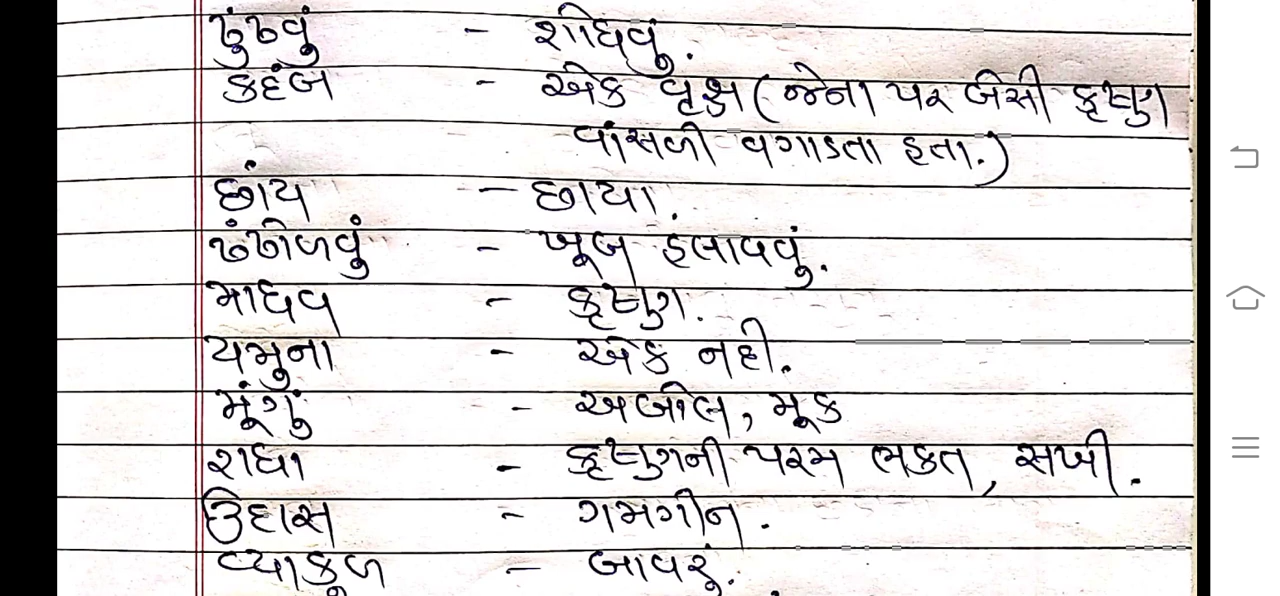 ઢુંઢવું - શોધવું.
કદંબ - એક વૃક્ષ (જેના પર બેસી કૃષ્ણ
વાંસળી વગાડતા હતા.)
છાંય - છાયા.
ઢંઢોળવું - ખૂબ હલાવવું.
માધવ - કૃષ્ણ.
યમુના - એક નદી.
મૂંગું - અબોલ, મૂક
રાધા - કૃષ્ણની પરમ ભક્ત, સખી.
ઉદાસ - ગમગીન.
વ્યાકૂળ - બાવરું.